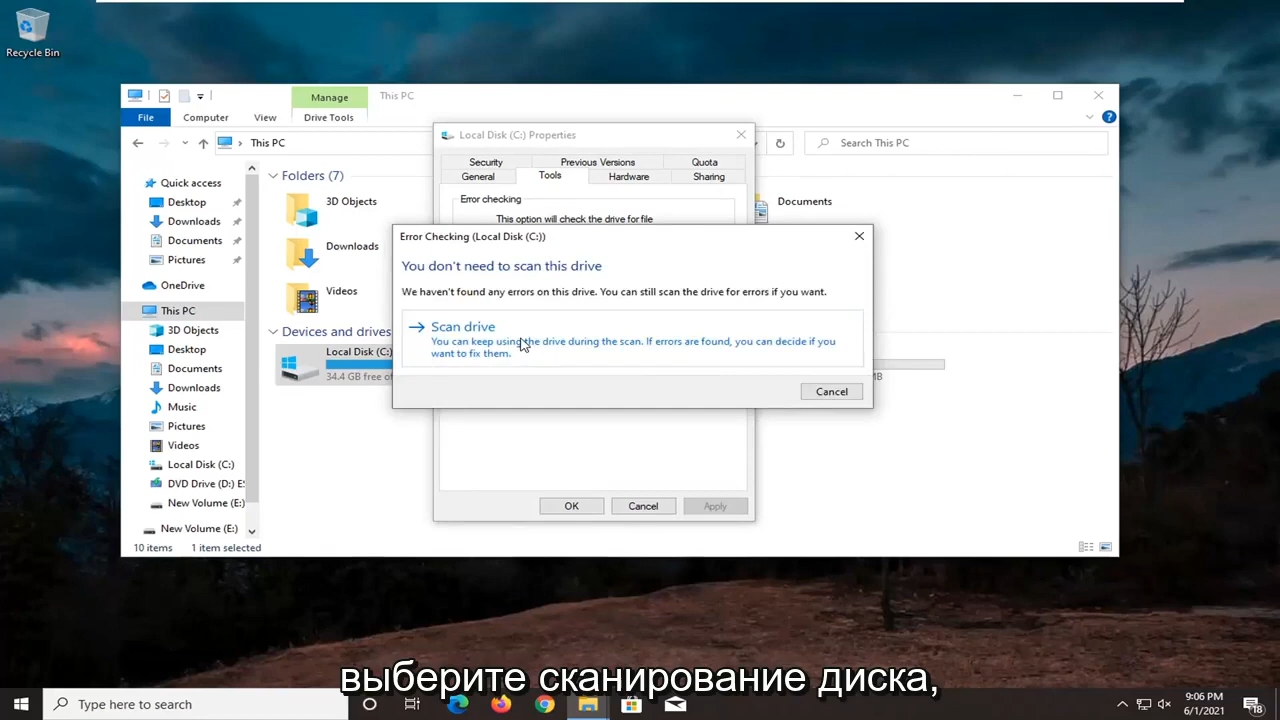 Recycle Bin
Manage
This PC
File
Computer
View
Drive Tools
This PC
Search This PC
Quick access
Desktop
Downloads
Documents
Pictures
OneDrive
This PC
3D Objects
Desktop
Documents
Downloads
Music
Pictures
Videos
Local Disk (C:)
DVD Drive (D:) ES
New Volume (E:)
New Volume (E:)
10 items
1 item selected
Folders (7)
3D Objects
Downloads
Videos
Documents
Devices and drives
Local Disk (C:)
34.4 GB free of
MB
Local Disk (C:) Properties
Security
Previous Versions
Quota
General
Tools
Hardware
Sharing
Error checking
This option will check the drive for file
Error Checking (Local Disk (C:))
You don't need to scan this drive
We haven't found any errors on this drive. You can still scan the drive for errors if you want.
Scan drive
You can keep using the drive during the scan. If errors are found, you can decide if you
want to fix them.
Cancel
OK
Cancel
Apply
выберите сканирование диска,
Type here to search
9:06 PM
6/1/2021
18